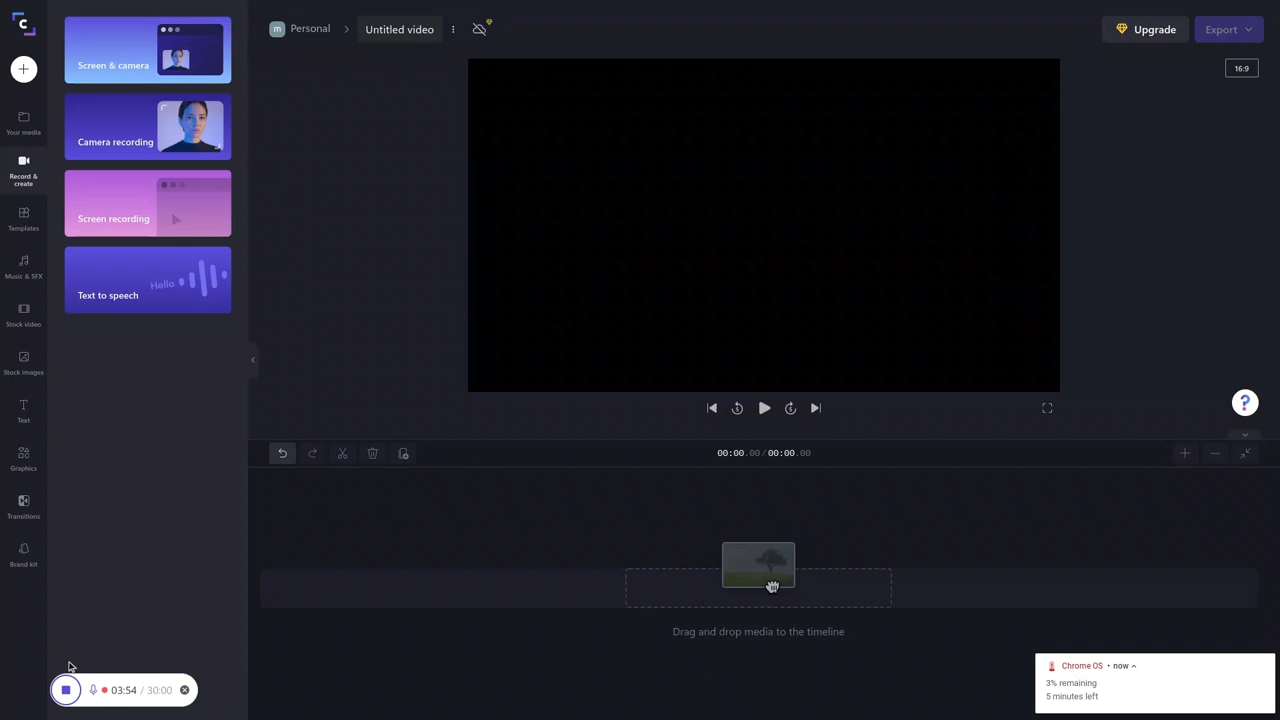 m Personal
Untitled video
Upgrade
Export
16:9
Your media
Record &
create
Templates
Music & SFX
Stock video
Stock images
Text
Graphics
Transitions
Brand kit
Screen & camera
Camera recording
Screen recording
Hello
Text to speech
5
5
?
00:00.00 / 00:00.00
Drag and drop media to the timeline
03:54 / 30:00
Chrome OS • now
3% remaining
5 minutes left